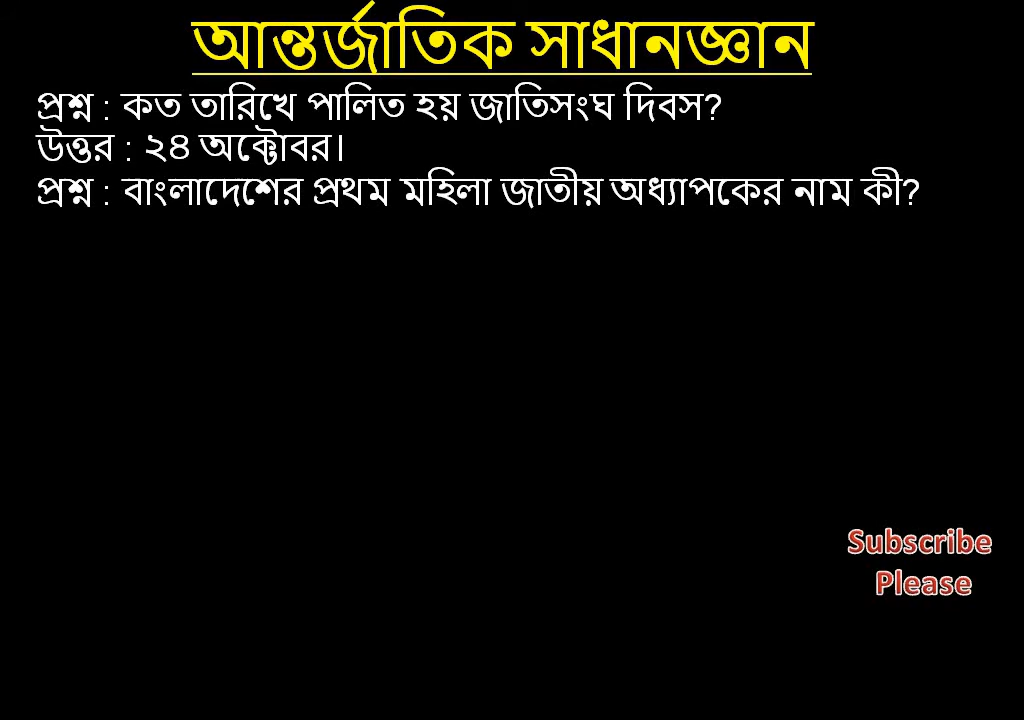 আন্তর্জাতিক সাধানজ্ঞান
প্রশ্ন : কত তারিখে পালিত হয় জাতিসংঘ দিবস?
উত্তর : ২৪ অক্টোবর।
প্রশ্ন : বাংলাদেশের প্রথম মহিলা জাতীয় অধ্যাপকের নাম কী?
Subscribe
Please